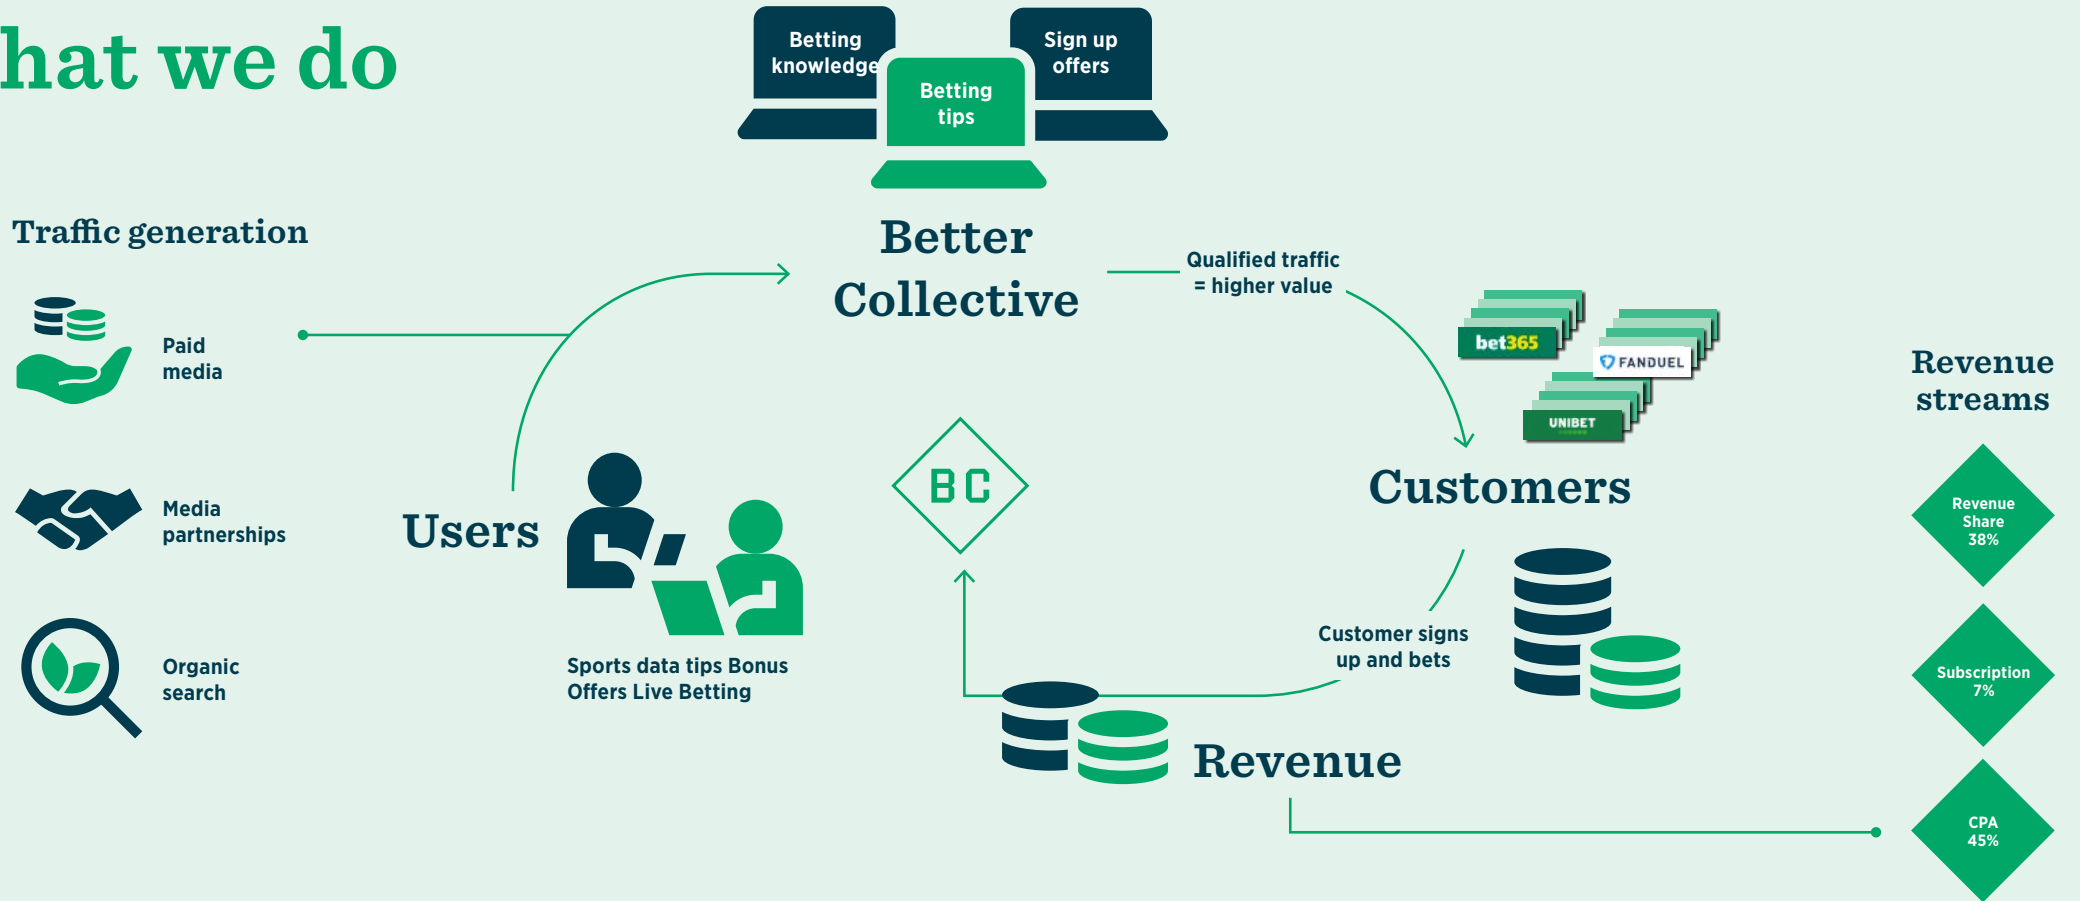 hat we do
Betting
knowledge
Betting
tips
Sign up
offers
Traffic generation
Paid
media
Media
partnerships
Organic
search
Better
Collective
Qualified traffic
= higher value
bet365
FANDUEL
UNIBET
Users
Sports data tips Bonus
Offers Live Betting
BC
Customers
Customer signs
up and bets
Revenue
Revenue
streams
Revenue
Share
38%
Subscription
7%
CPA
45%